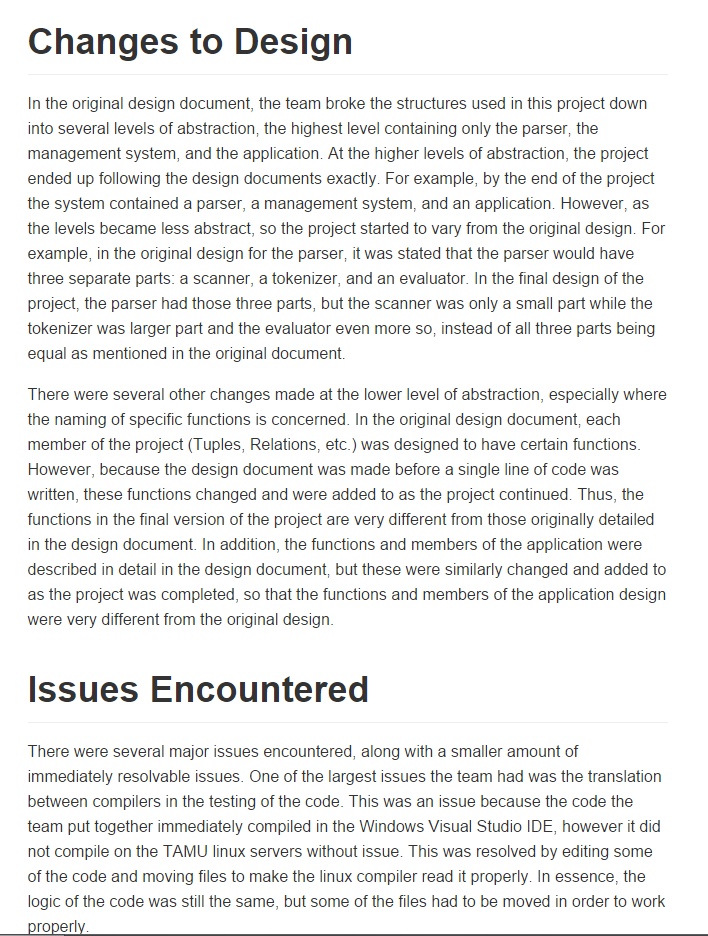 Changes to Design
In the original design document, the team broke the structures used in this project down
into several levels of abstraction, the highest level containing only the parser, the
management system, and the application. At the higher levels of abstraction, the project
ended up following the design documents exactly. For example, by the end of the project
the system contained a parser, a management system, and an application. However, as
the levels became less abstract, so the project started to vary from the original design. For
example, in the original design for the parser, it was stated that the parser would have
three separate parts: a scanner, a tokenizer, and an evaluator. In the final design of the
project, the parser had those three parts, but the scanner was only a small part while the
tokenizer was larger part and the evaluator even more so, instead of all three parts being
equal as mentioned in the original document.
There were several other changes made at the lower level of abstraction, especially where
the naming of specific functions is concerned. In the original design document, each
member of the project (Tuples, Relations, etc.) was designed to have certain functions.
However, because the design document was made before a single line of code was
written, these functions changed and were added to as the project continued. Thus, the
functions in the final version of the project are very different from those originally detailed
in the design document. In addition, the functions and members of the application were
described in detail in the design document, but these were similarly changed and added to
as the project was completed, so that the functions and members of the application design
were very different from the original design.
Issues Encountered
There were several major issues encountered, along with a smaller amount of
immediately resolvable issues. One of the largest issues the team had was the translation
between compilers in the testing of the code. This was an issue because the code the
team put together immediately compiled in the Windows Visual Studio IDE, however it did
not compile on the TAMU linux servers without issue. This was resolved by editing some
of the code and moving files to make the linux compiler read it properly. In essence, the
logic of the code was still the same, but some of the files had to be moved in order to work
properly.